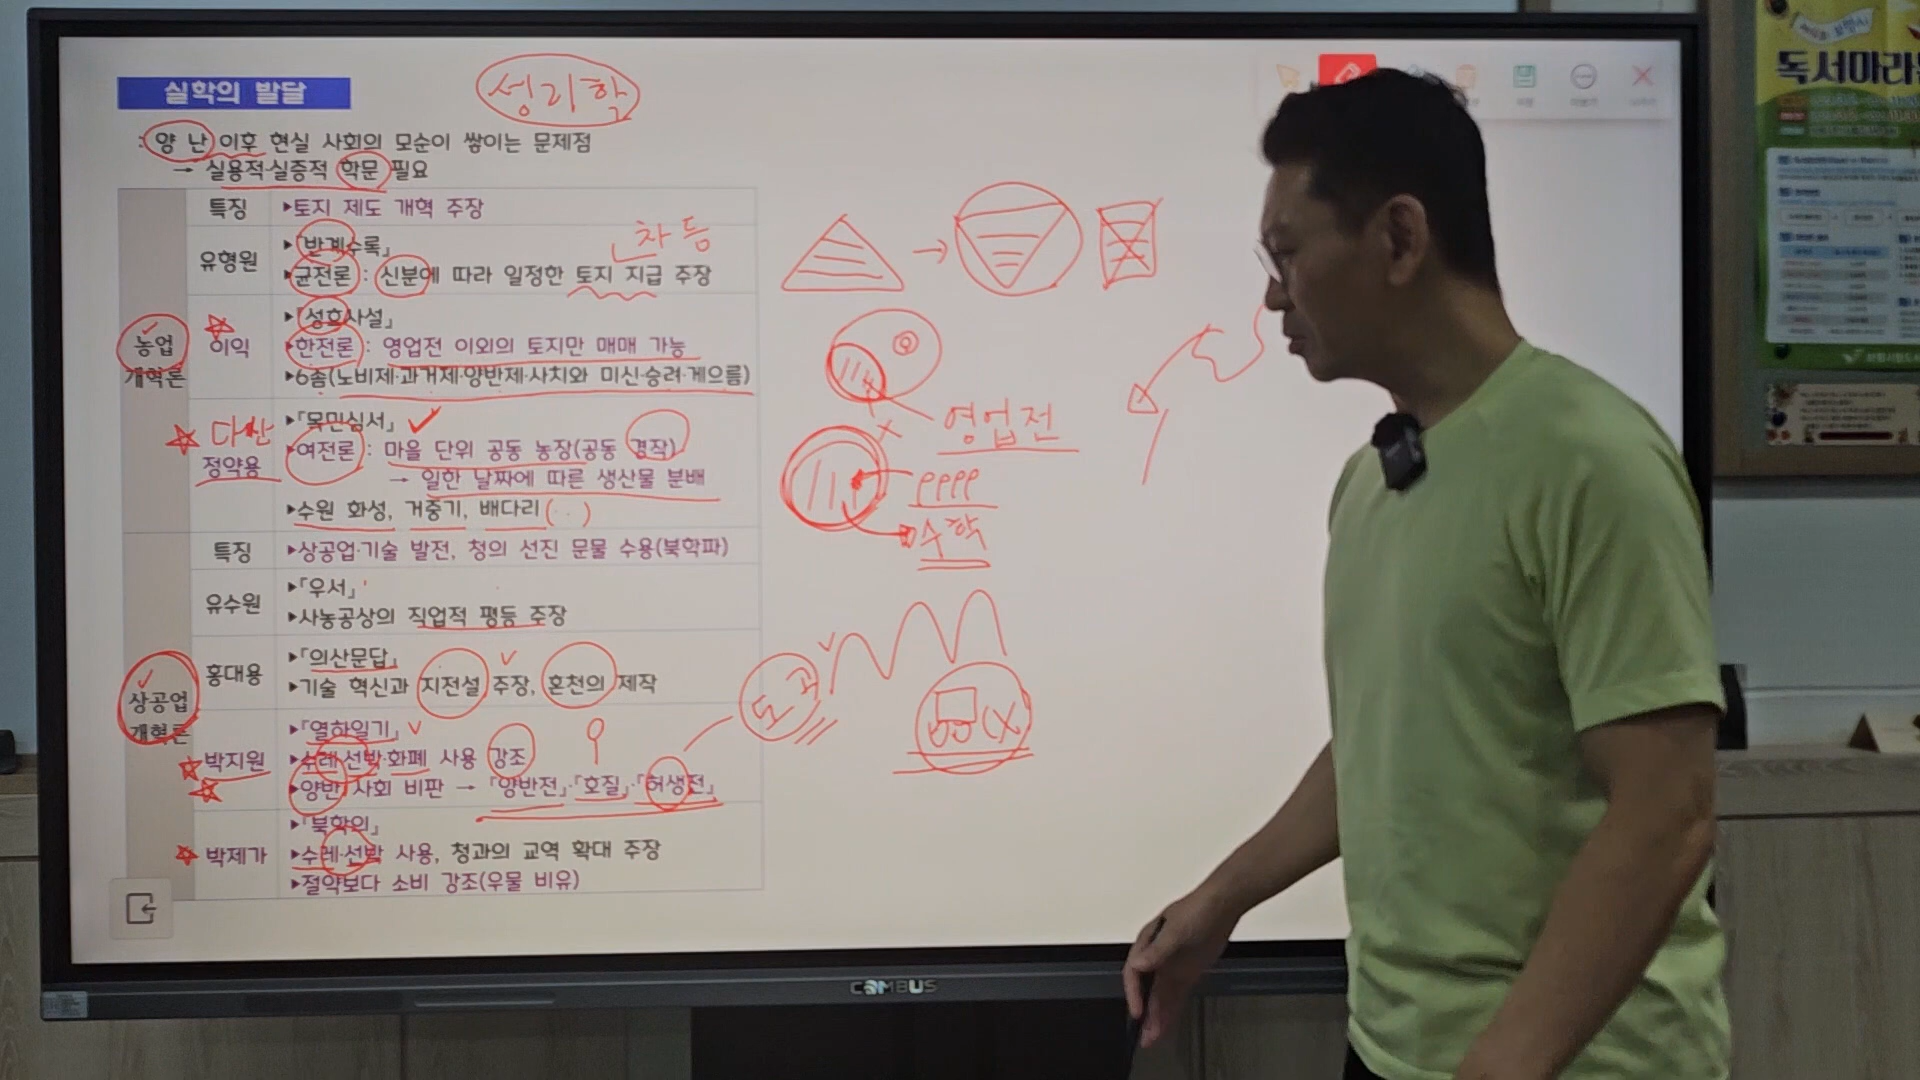 실학의 발달
성리학
: 양 난 이후 현실 사회의 모순이 쌓이는 문제점
→ 실용적·실증적 학문 필요
농업
개혁론
특징
▶토지 제도 개혁 주장
유형원
▶「반계수록」
차등
▶균전론 : 신분에 따라 일정한 토지 지급 주장
이익
▶「성호사설」
▶한전론 : 영업전 이외의 토지만 매매 가능
▶6좀(노비제·과거제·양반제·사치와 미신·승려·게으름)
다산
정약용
▶「목민심서」
▶여전론 : 마을 단위 공동 농장(공동 경작)
→ 일한 날짜에 따른 생산물 분배
▶수원 화성, 거중기, 배다리
영업전
수확
상공업
개혁론
특징
▶상공업·기술 발전, 청의 선진 문물 수용(북학파)
유수원
▶「우서」
▶사농공상의 직업적 평등 주장
홍대용
▶「의산문답」
▶기술 혁신과 지전설 주장, 혼천의 제작
도고
박지원
▶「열하일기」
▶수레·선박·화폐 사용 강조
▶양반 사회 비판 → 「양반전」·「호질」·「허생전」
박제가
▶「북학의」
▶수레·선박 사용, 청과의 교역 확대 주장
▶절약보다 소비 강조(우물 비유)
CAMBUS
독서마라